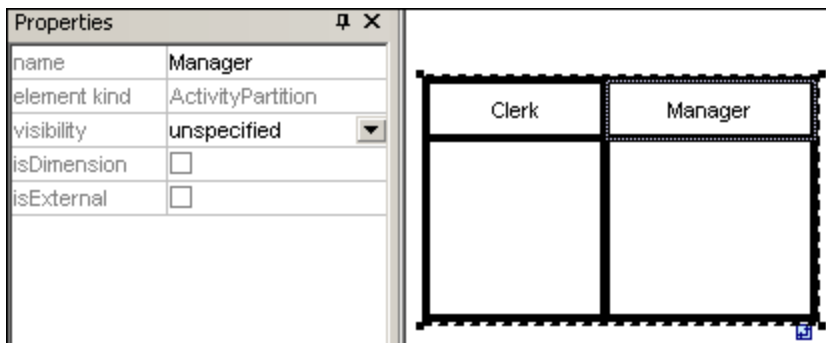 Properties
name Manager
element kind ActivityPartition
visibility unspecified
isDimension
isExternal
Clerk Manager